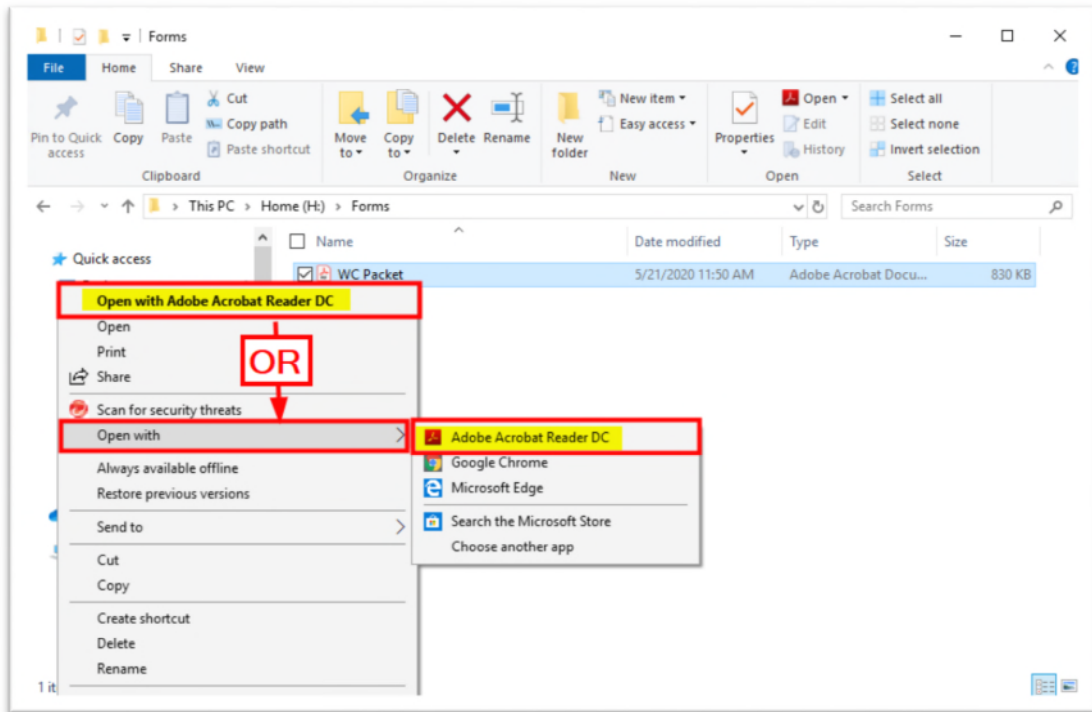 Forms
File Home Share View
Pin to Quick access
Copy
Paste
Cut
Copy path
Paste shortcut
Clipboard
Move to
Copy to
Delete
Rename
Organize
New folder
New item
Easy access
New
Properties
Open
Edit
History
Open
Select all
Select none
Invert selection
Select
This PC > Home (H:) > Forms
Search Forms
Quick access
Name Date modified Type Size
WC Packet 5/21/2020 11:50 AM Adobe Acrobat Docu... 830 KB
Open with Adobe Acrobat Reader DC
Open
Print
OR
Share
Scan for security threats
Open with
Always available offline
Restore previous versions
Send to
Cut
Copy
Create shortcut
Delete
Rename
Adobe Acrobat Reader DC
Google Chrome
Microsoft Edge
Search the Microsoft Store
Choose another app